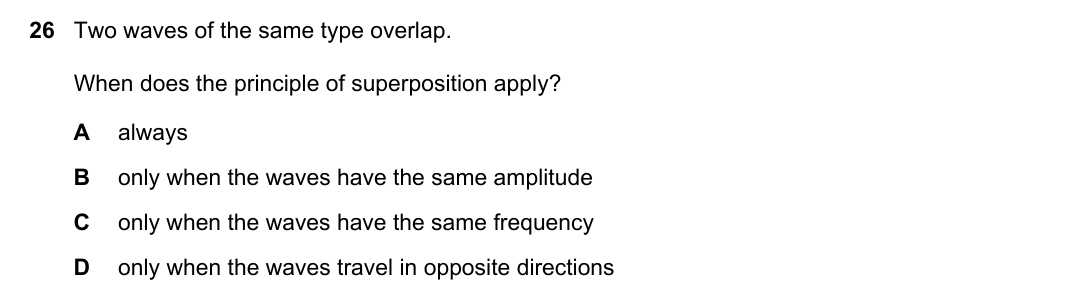 26 Two waves of the same type overlap.
When does the principle of superposition apply?
A always
B only when the waves have the same amplitude
C only when the waves have the same frequency
D only when the waves travel in opposite directions